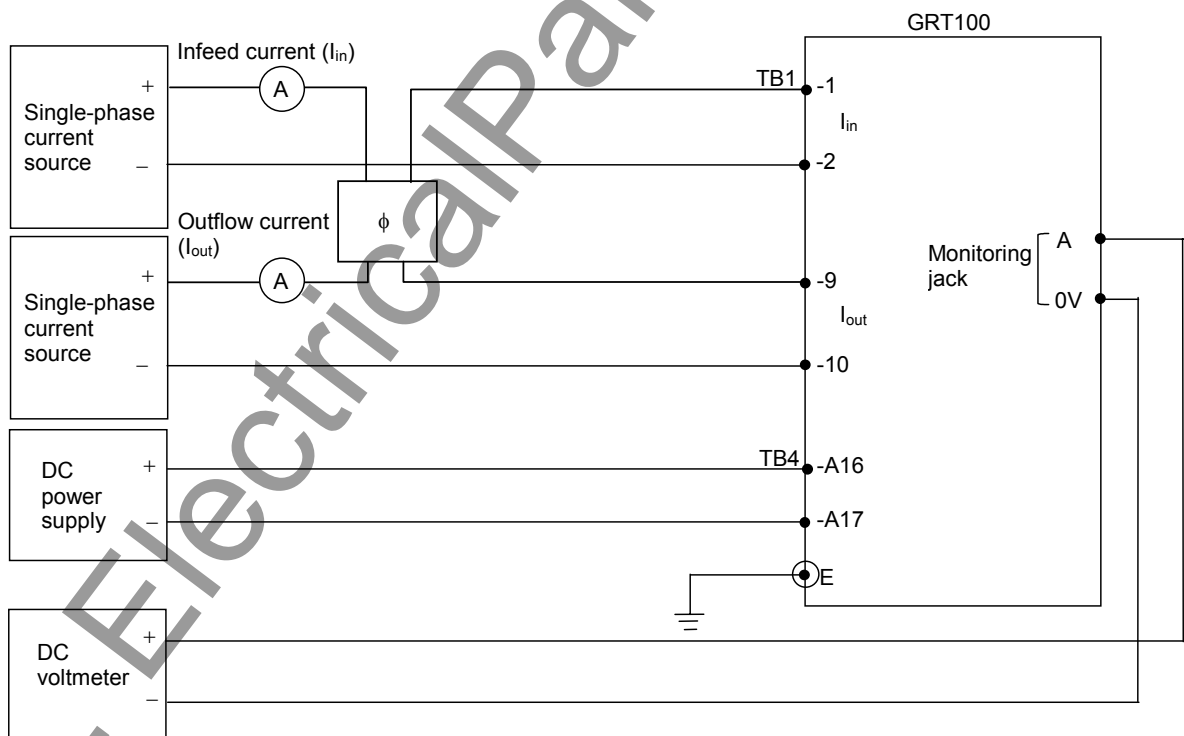 GRT100
Infeed current (Iin)
+
A
TB1
-1
Single-phase
current
source
Iin
−
-2
Outflow current
(Iout)
ϕ
+
A
-9
Single-phase
current
source
Iout
−
-10
Monitoring
jack
A
0V
DC
power
supply
+
TB4
-A16
−
-A17
E
DC
voltmeter
+
−
ElectricalPa